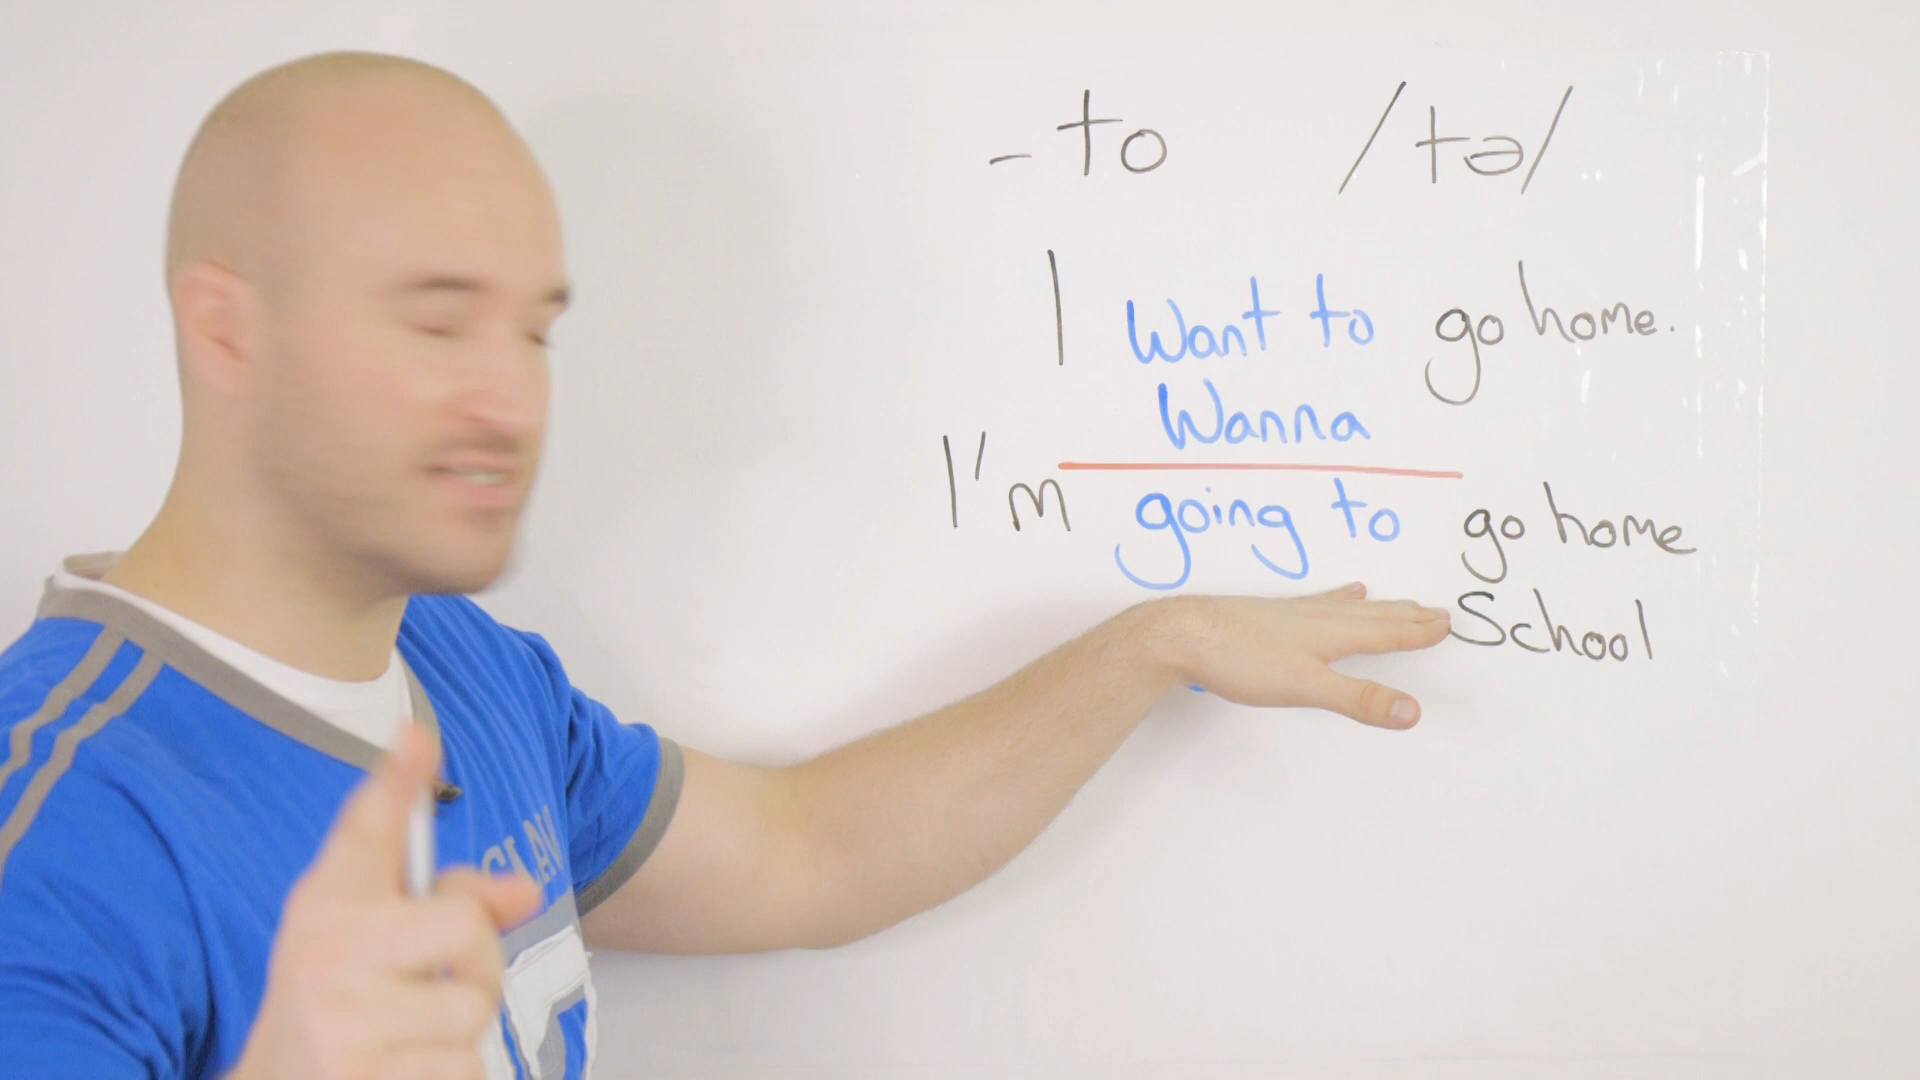 - to /tə/
I want to go home.
Wanna
I'm going to go home
School